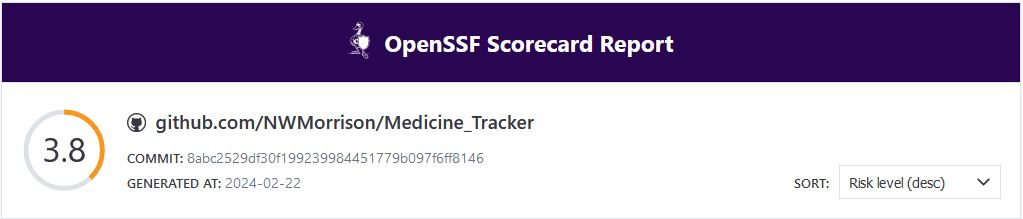 OpenSSF Scorecard Report
3.8
github.com/NWMorrison/Medicine_Tracker
COMMIT: 8abc2529df30f199239984451779b097f6ff8146
GENERATED AT: 2024-02-22
SORT: Risk level (desc)